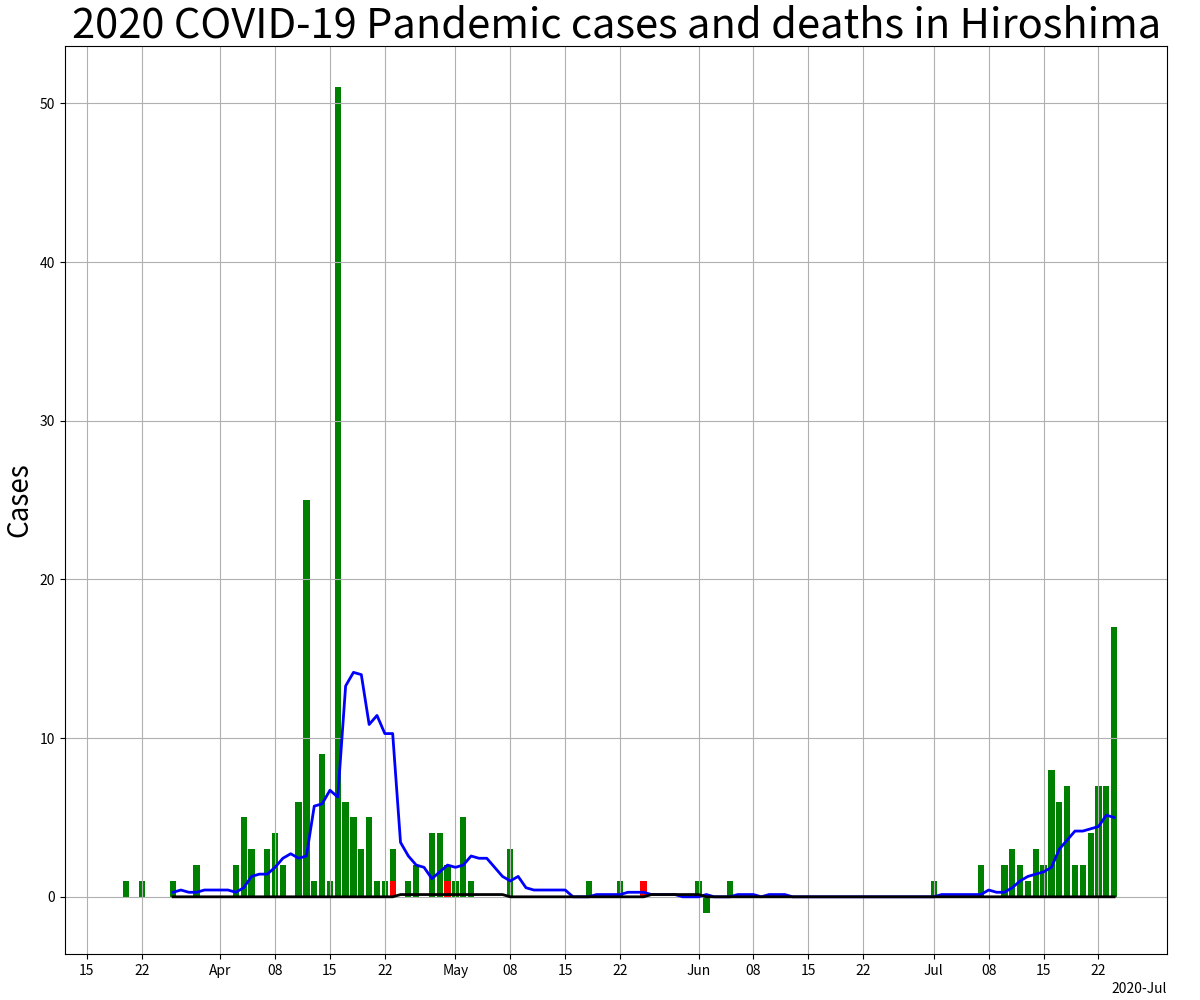 2020 COVID-19 Pandemic cases and deaths in Hiroshima
50
40
30
20
10
0
Cases
15 22 Apr 08 15 22 May 08 15 22 Jun 08 15 22 Jul 08 15 22
2020-Jul